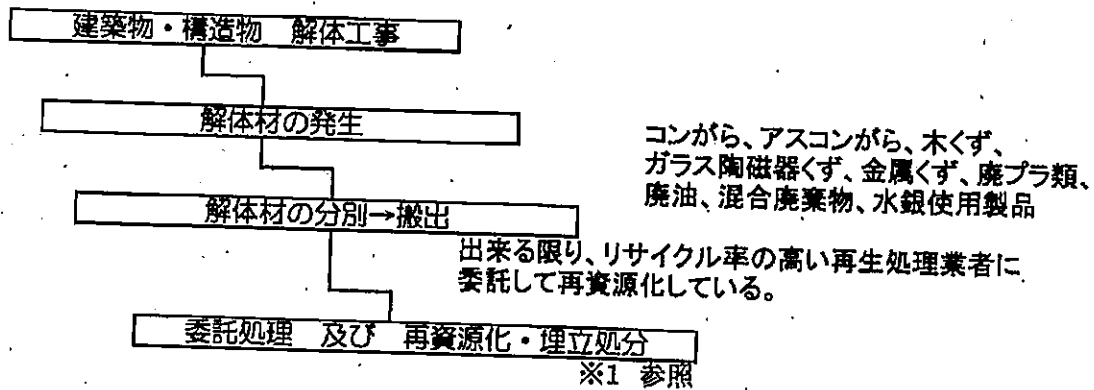 建築物・構造物 解体工事
解体材の発生
コンがら、アスコンがら、木くず、
ガラス陶磁器くず、金属くず、廃プラ類、
廃油、混合廃棄物、水銀使用製品
解体材の分別→搬出
出来る限り、リサイクル率の高い再生処理業者に
委託して再資源化している。
委託処理 及び 再資源化・埋立処分
※1 参照